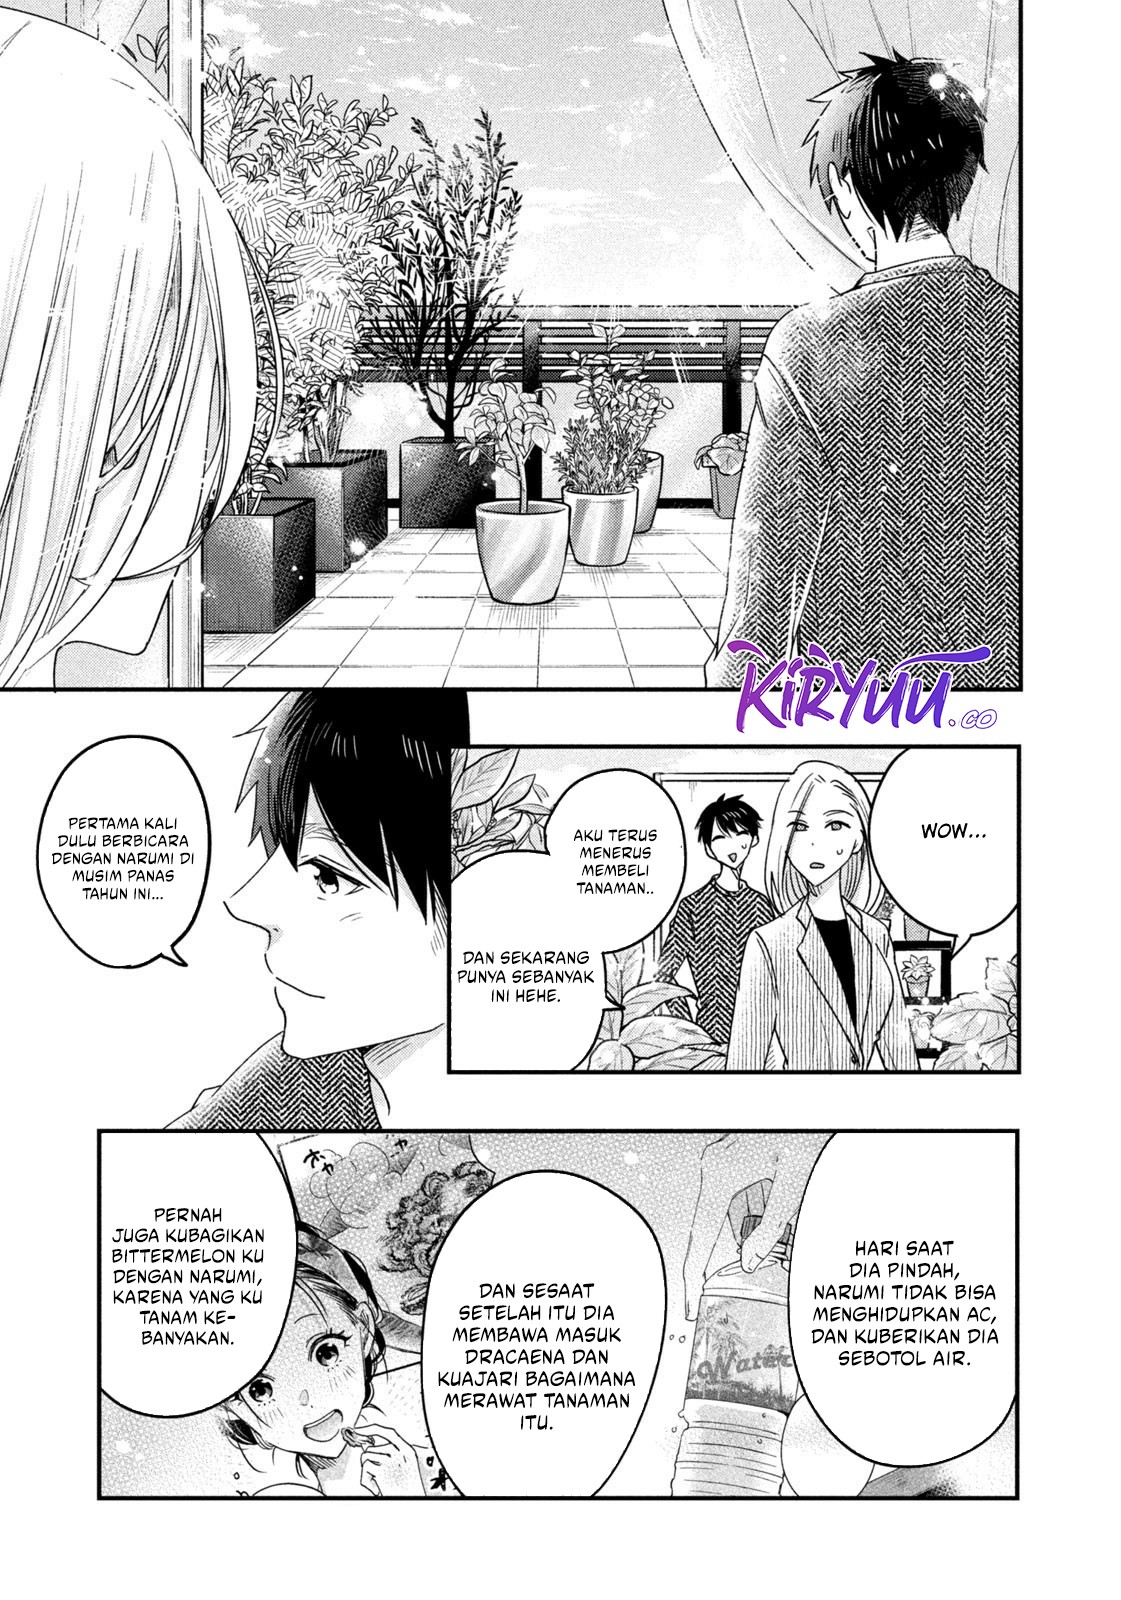 KIRYUU.CO
WOW...
AKU TERUS
MENERUS
MEMBELI
TANAMAN..
DAN SEKARANG
PUNYA SEBANYAK
INI HEHE.
PERTAMA KALI
DULU BERBICARA
DENGAN NARUMI DI
MUSIM PANAS
TAHUN INI...
HARI SAAT
DIA PINDAH,
NARUMI TIDAK BISA
MENGHIDUPKAN AC,
DAN KUBERIKAN DIA
SEBOTOL AIR.
Water
DAN SESAAT
SETELAH ITU DIA
MEMBAWA MASUK
DRACAENA DAN
KUAJARI BAGAIMANA
MERAWAT TANAMAN
ITU.
PERNAH
JUGA KUBAGIKAN
BITTERMELON KU
DENGAN NARUMI,
KARENA YANG KU
TANAM KE-
BANYAKAN.